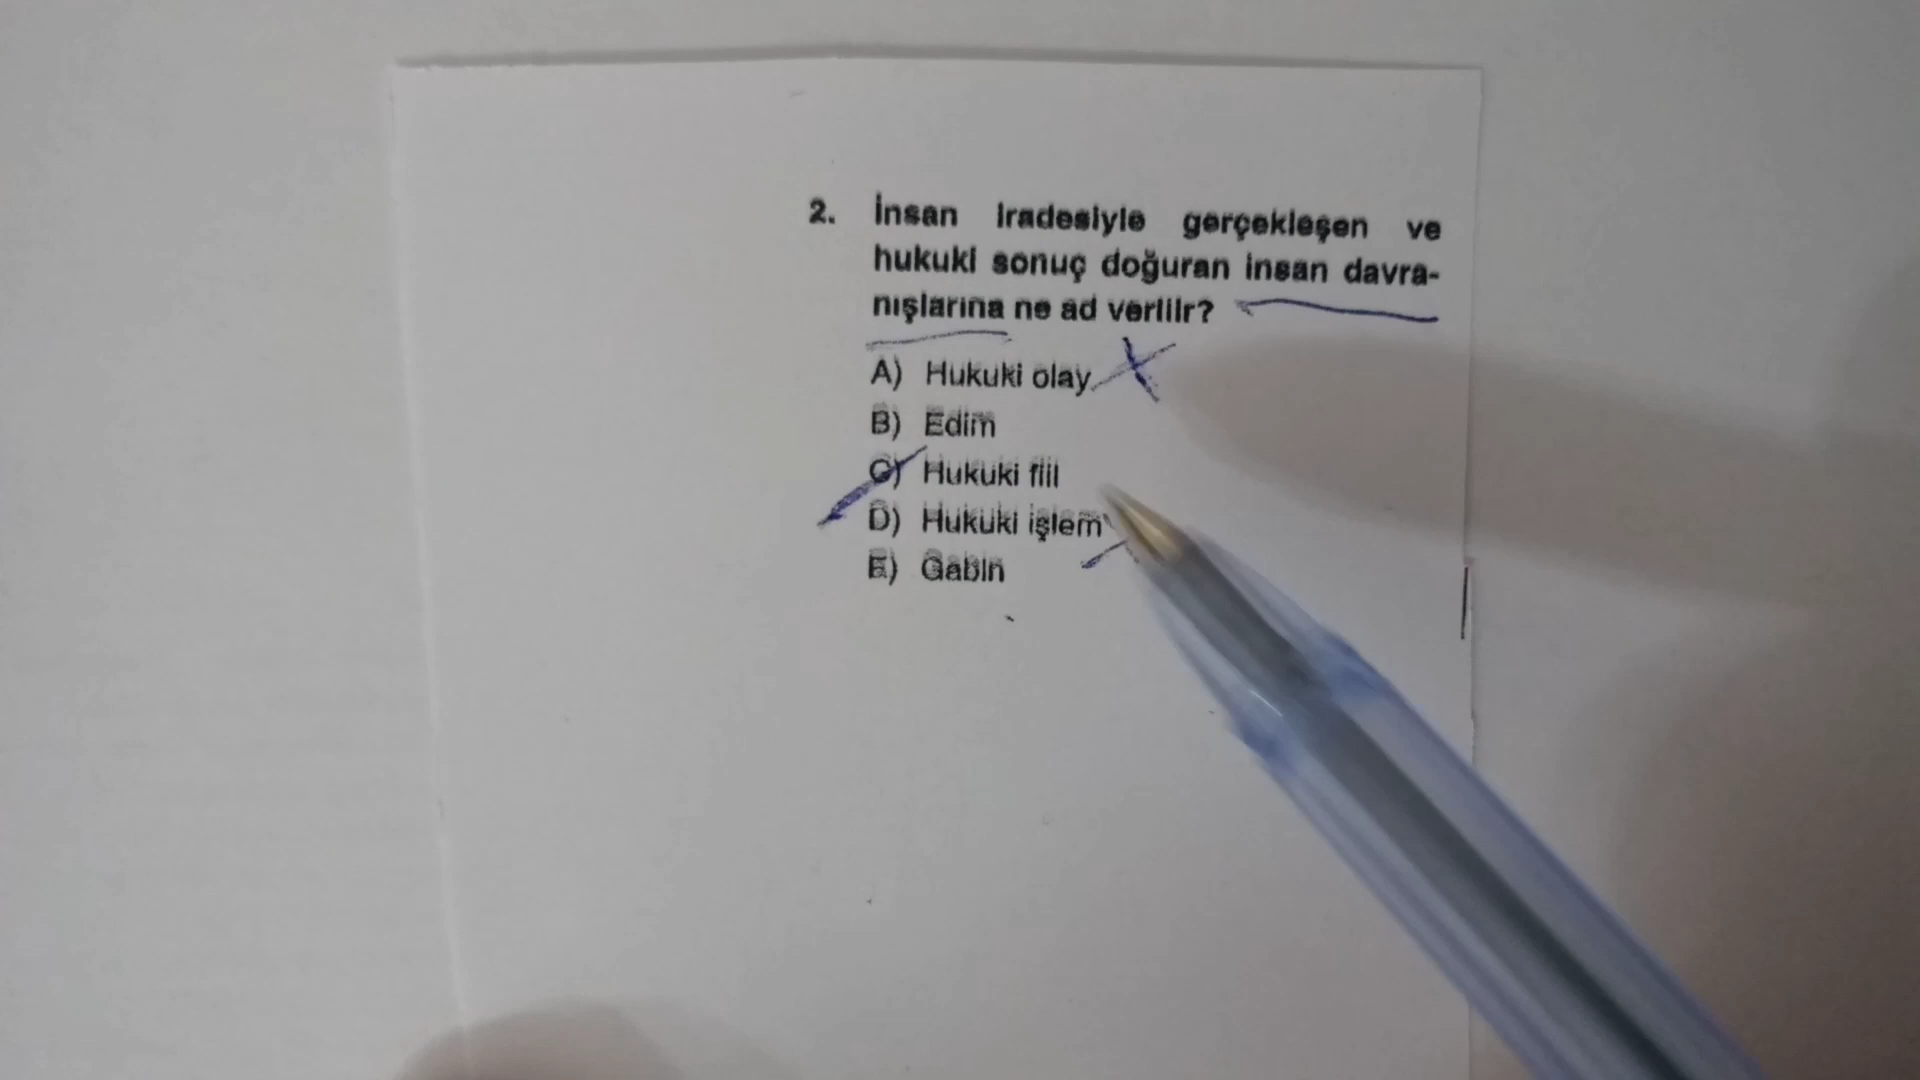 2. İnsan iradesiyle gerçekleşen ve
hukuki sonuç doğuran insan davra-
nışlarına ne ad verilir?
A) Hukuki olay
B) Edim
C) Hukuki fiil
D) Hukuki işlem
E) Gabin